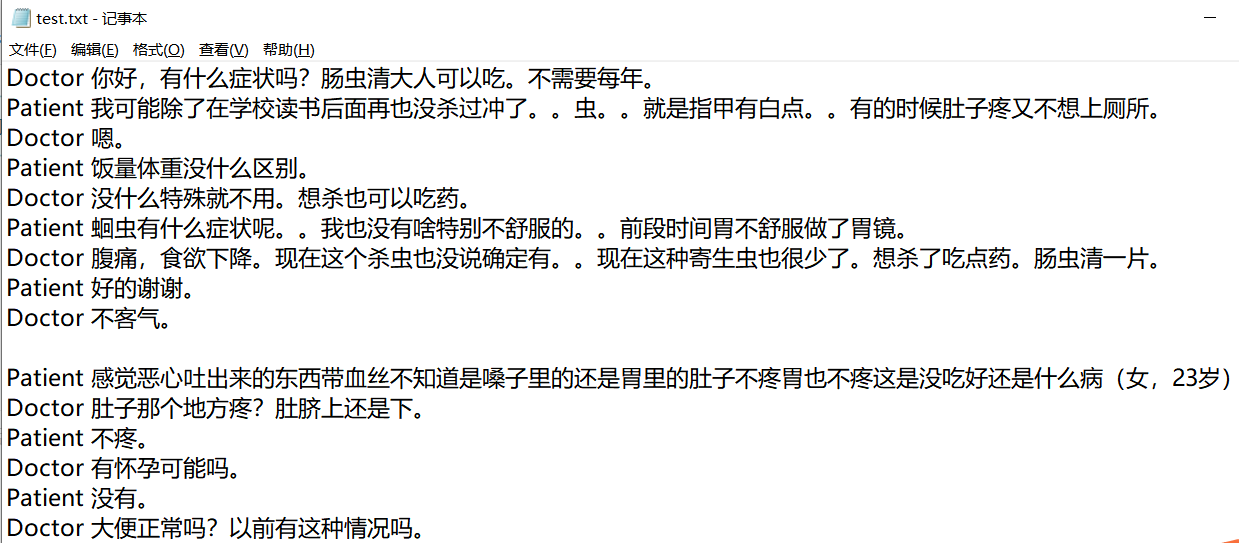 test.txt - 记事本
文件(F) 编辑(E) 格式(O) 查看(V) 帮助(H)
Doctor 你好，有什么症状吗？肠虫清大人可以吃。不需要每年。
Patient 我可能除了在学校读书后面再也没杀过冲了。。虫。。就是指甲有白点。。有的时候肚子疼又不想上厕所。
Doctor 嗯。
Patient 饭量体重没什么区别。
Doctor 没什么特殊就不用。想杀也可以吃药。
Patient 蛔虫有什么症状呢。。我也没有啥特别不舒服的。。前段时间胃不舒服做了胃镜。
Doctor 腹痛，食欲下降。现在这个杀虫也没说确定有。。现在这种寄生虫也很少了。想杀了吃点药。肠虫清一片。
Patient 好的谢谢。
Doctor 不客气。
Patient 感觉恶心吐出来的东西带血丝不知道是嗓子里的还是胃里的肚子不疼胃也不疼这是没吃好还是什么病（女，23岁）
Doctor 肚子那个地方疼？肚脐上还是下。
Patient 不疼。
Doctor 有怀孕可能吗。
Patient 没有。
Doctor 大便正常吗？以前有这种情况吗。